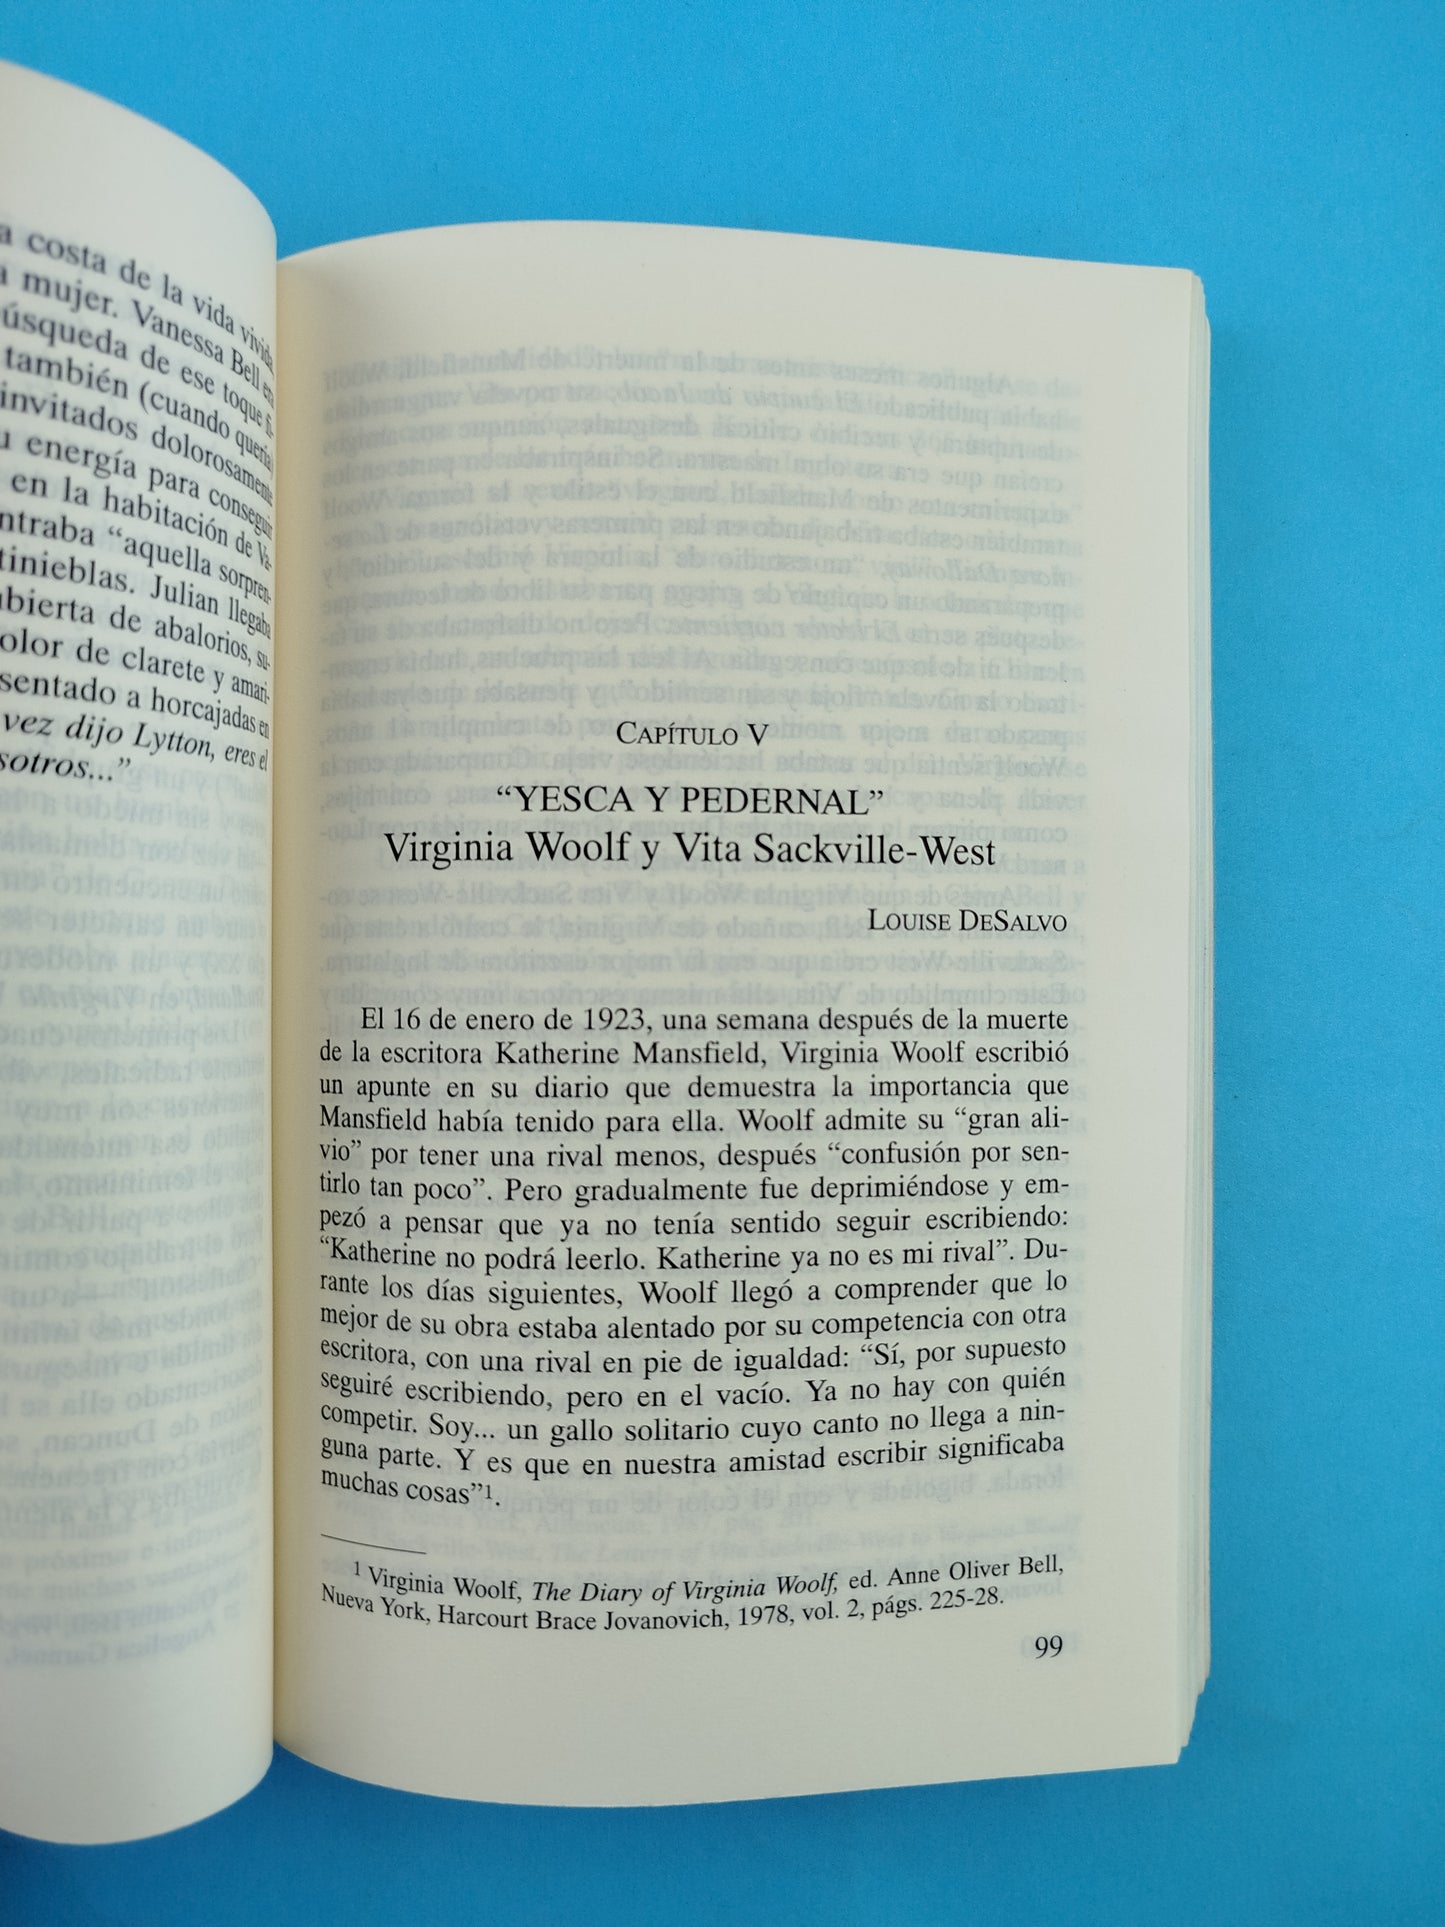 a costa de la vida vivida,
mujer. Vanessa Bell era
búsqueda de ese toque fi-
también (cuando quería)
invitados dolorosamente
energía para conseguir
en la habitación de Va-
ntraba “aquella sorpren-
tinieblas. Julian llegaba
bierta de abalorios, su-
olor de clarete y amari-
sentado a horcajadas en
vez dijo Lytton, eres el
sotros...”
CAPÍTULO V
“YESCA Y PEDERNAL”
Virginia Woolf y Vita Sackville-West
LOUISE DESALVO
El 16 de enero de 1923, una semana después de la muerte
de la escritora Katherine Mansfield, Virginia Woolf escribió
un apunte en su diario que demuestra la importancia que
Mansfield había tenido para ella. Woolf admite su “gran ali-
vio” por tener una rival menos, después “confusión por sen-
tirlo tan poco”. Pero gradualmente fue deprimiéndose y em-
pezó a pensar que ya no tenía sentido seguir escribiendo:
“Katherine no podrá leerlo. Katherine ya no es mi rival”. Du-
rante los días siguientes, Woolf llegó a comprender que lo
mejor de su obra estaba alentado por su competencia con otra
escritora, con una rival en pie de igualdad: “Sí, por supuesto
seguiré escribiendo, pero en el vacío. Ya no hay con quién
competir. Soy... un gallo solitario cuyo canto no llega a nin-
guna parte. Y es que en nuestra amistad escribir significaba
muchas cosas”1.
1 Virginia Woolf, The Diary of Virginia Woolf, ed. Anne Oliver Bell,
Nueva York, Harcourt Brace Jovanovich, 1978, vol. 2, págs. 225-28.
99